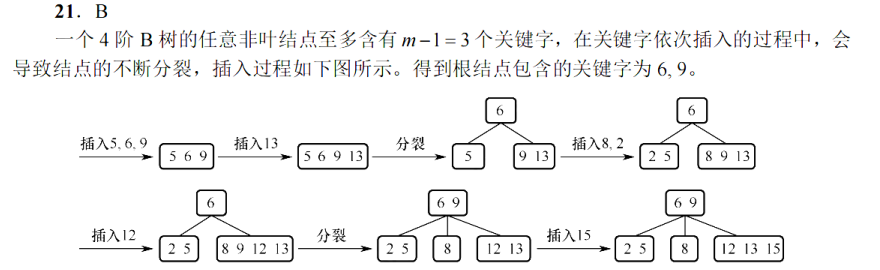 21．B
一个 4 阶 B 树的任意非叶结点至多含有 m−1＝3 个关键字，在关键字依次插入的过程中，会
导致结点的不断分裂，插入过程如下图所示。得到根结点包含的关键字为 6, 9。
插入5, 6, 9 5 6 9 插入13 5 6 9 13 分裂 6 5 9 13 插入8, 2 6 2 5 8 9 13
插入12 6 2 5 8 9 12 13 分裂 6 9 2 5 8 12 13 插入15 6 9 2 5 8 12 13 15